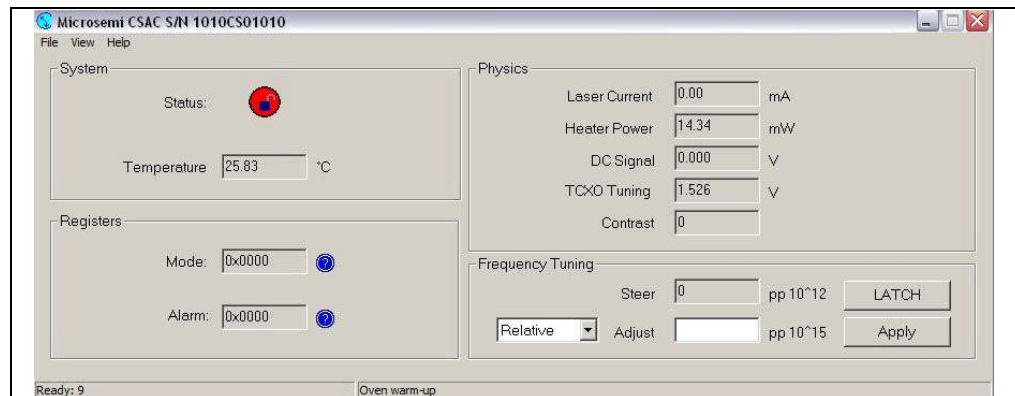 Microsemi CSAC S/N 1010CS01010
File View Help
System
Status:
Temperature 25.83 °C
Registers
Mode: 0x0000 ?
Alarm: 0x0000 ?
Physics
Laser Current 0.00 mA
Heater Power 14.34 mW
DC Signal 0.000 V
TCXO Tuning 1.526 V
Contrast 0
Frequency Tuning
Steer 0 pp 10^12 LATCH
Relative Adjust pp 10^15 Apply
Ready: 9 Oven warm-up